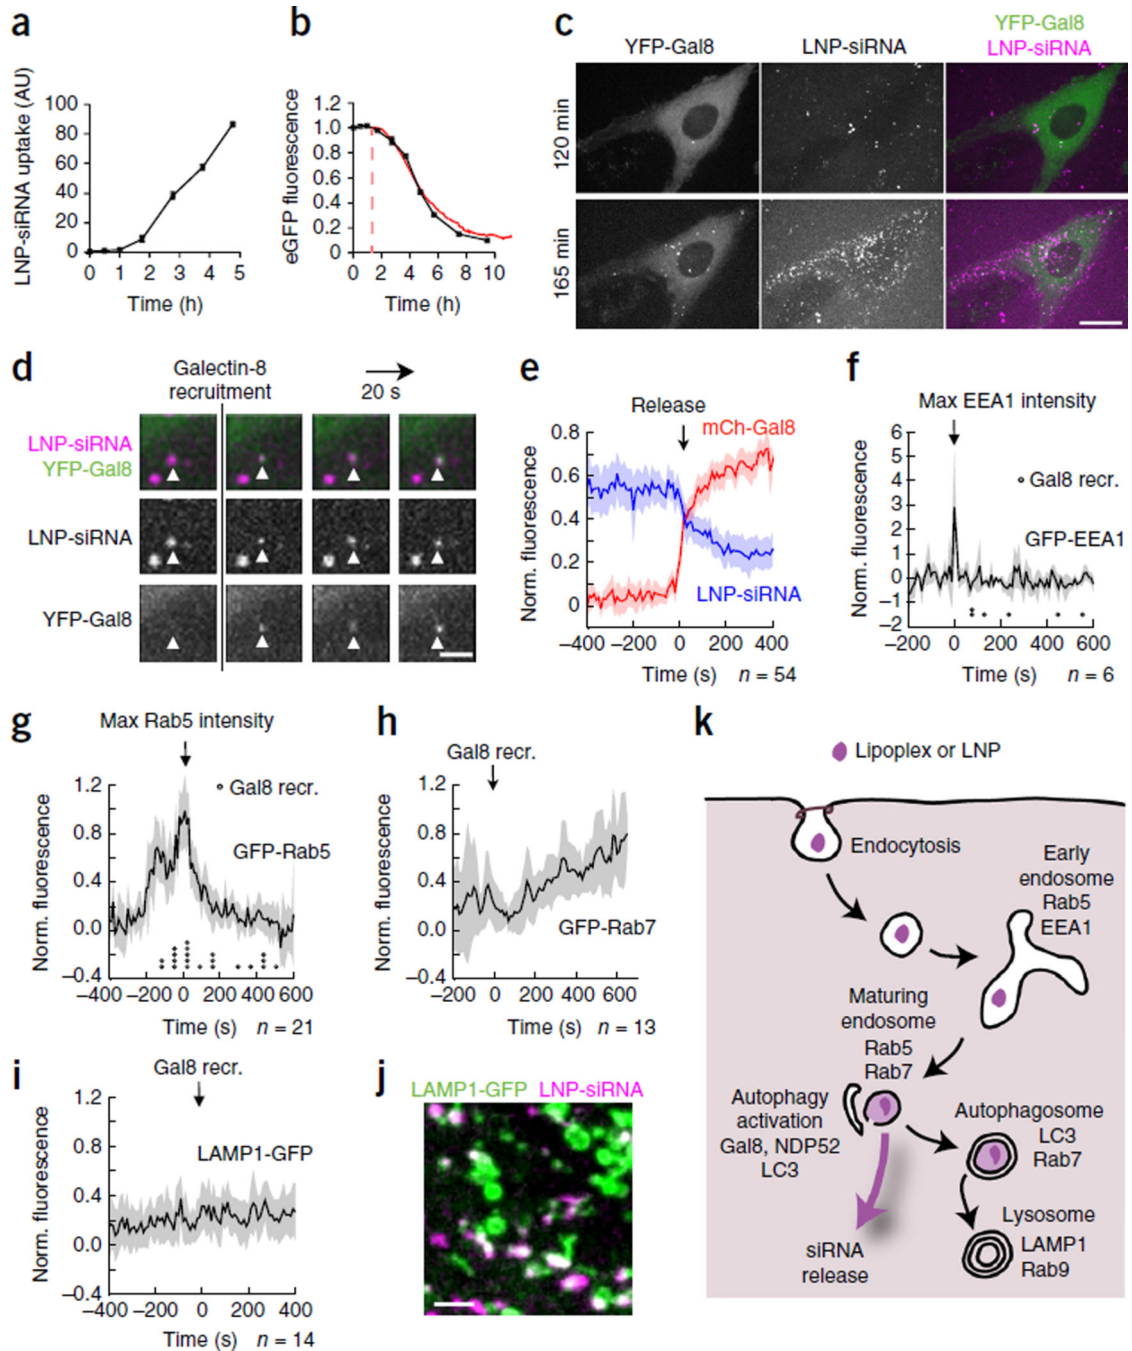 a
LNP-siRNA uptake (AU)
100
80
60
40
20
0
0 1 2 3 4 5
Time (h)
b
eGFP fluorescence
1.2
1.0
0.8
0.6
0.4
0.2
0
0 2 4 6 8 10
Time (h)
c
YFP-Gal8
LNP-siRNA
YFP-Gal8
LNP-siRNA
120 min
165 min
d
Galectin-8
recruitment
20 s
LNP-siRNA
YFP-Gal8
LNP-siRNA
YFP-Gal8
e
Release
mCh-Gal8
LNP-siRNA
Norm. fluorescence
0.8
0.6
0.4
0.2
0
–400 –200 0 200 400
Time (s) n = 54
f
Max EEA1 intensity
Gal8 recr.
GFP-EEA1
Norm. fluorescence
6
5
4
3
2
1
0
–1
–2
–200 0 200 400 600
Time (s) n = 6
g
Max Rab5 intensity
Gal8 recr.
GFP-Rab5
Norm. fluorescence
1.2
0.8
0.4
0.0
–0.4
–400 –200 0 200 400 600
Time (s) n = 21
h
Gal8 recr.
GFP-Rab7
Norm. fluorescence
1.2
0.8
0.4
0.0
–0.4
–200 0 200 400 600
Time (s) n = 13
i
Gal8 recr.
LAMP1-GFP
Norm. fluorescence
1.2
0.8
0.4
0.0
–0.4
–400 –200 0 200 400
Time (s) n = 14
j
LAMP1-GFP LNP-siRNA
k
Lipoplex or LNP
Endocytosis
Early
endosome
Rab5
EEA1
Maturing
endosome
Rab5
Rab7
Autophagy
activation
Gal8, NDP52
LC3
Autophagosome
LC3
Rab7
Lysosome
LAMP1
Rab9
siRNA
release